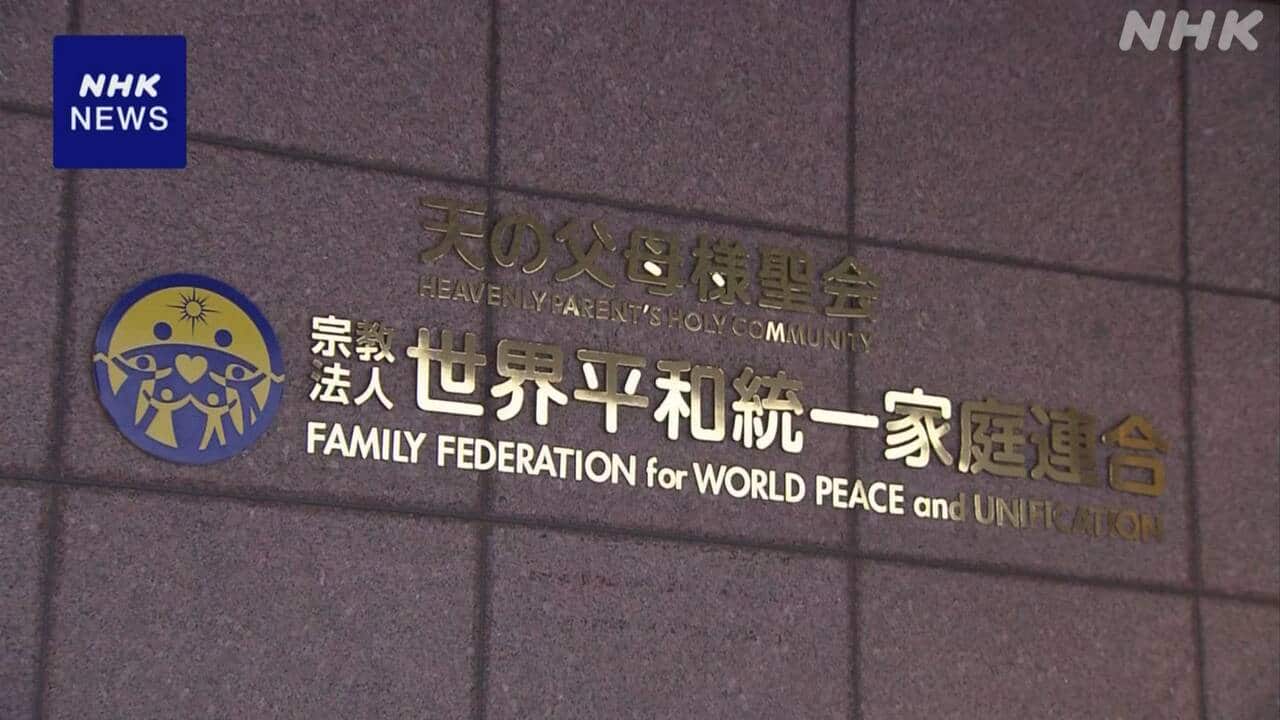 NHK
NHK
NEWS
天の父母様聖会
HEAVENLY PARENT'S HOLY COMMUNITY
宗教法人 世界平和統一家庭連合
FAMILY FEDERATION for WORLD PEACE and UNIFICATION